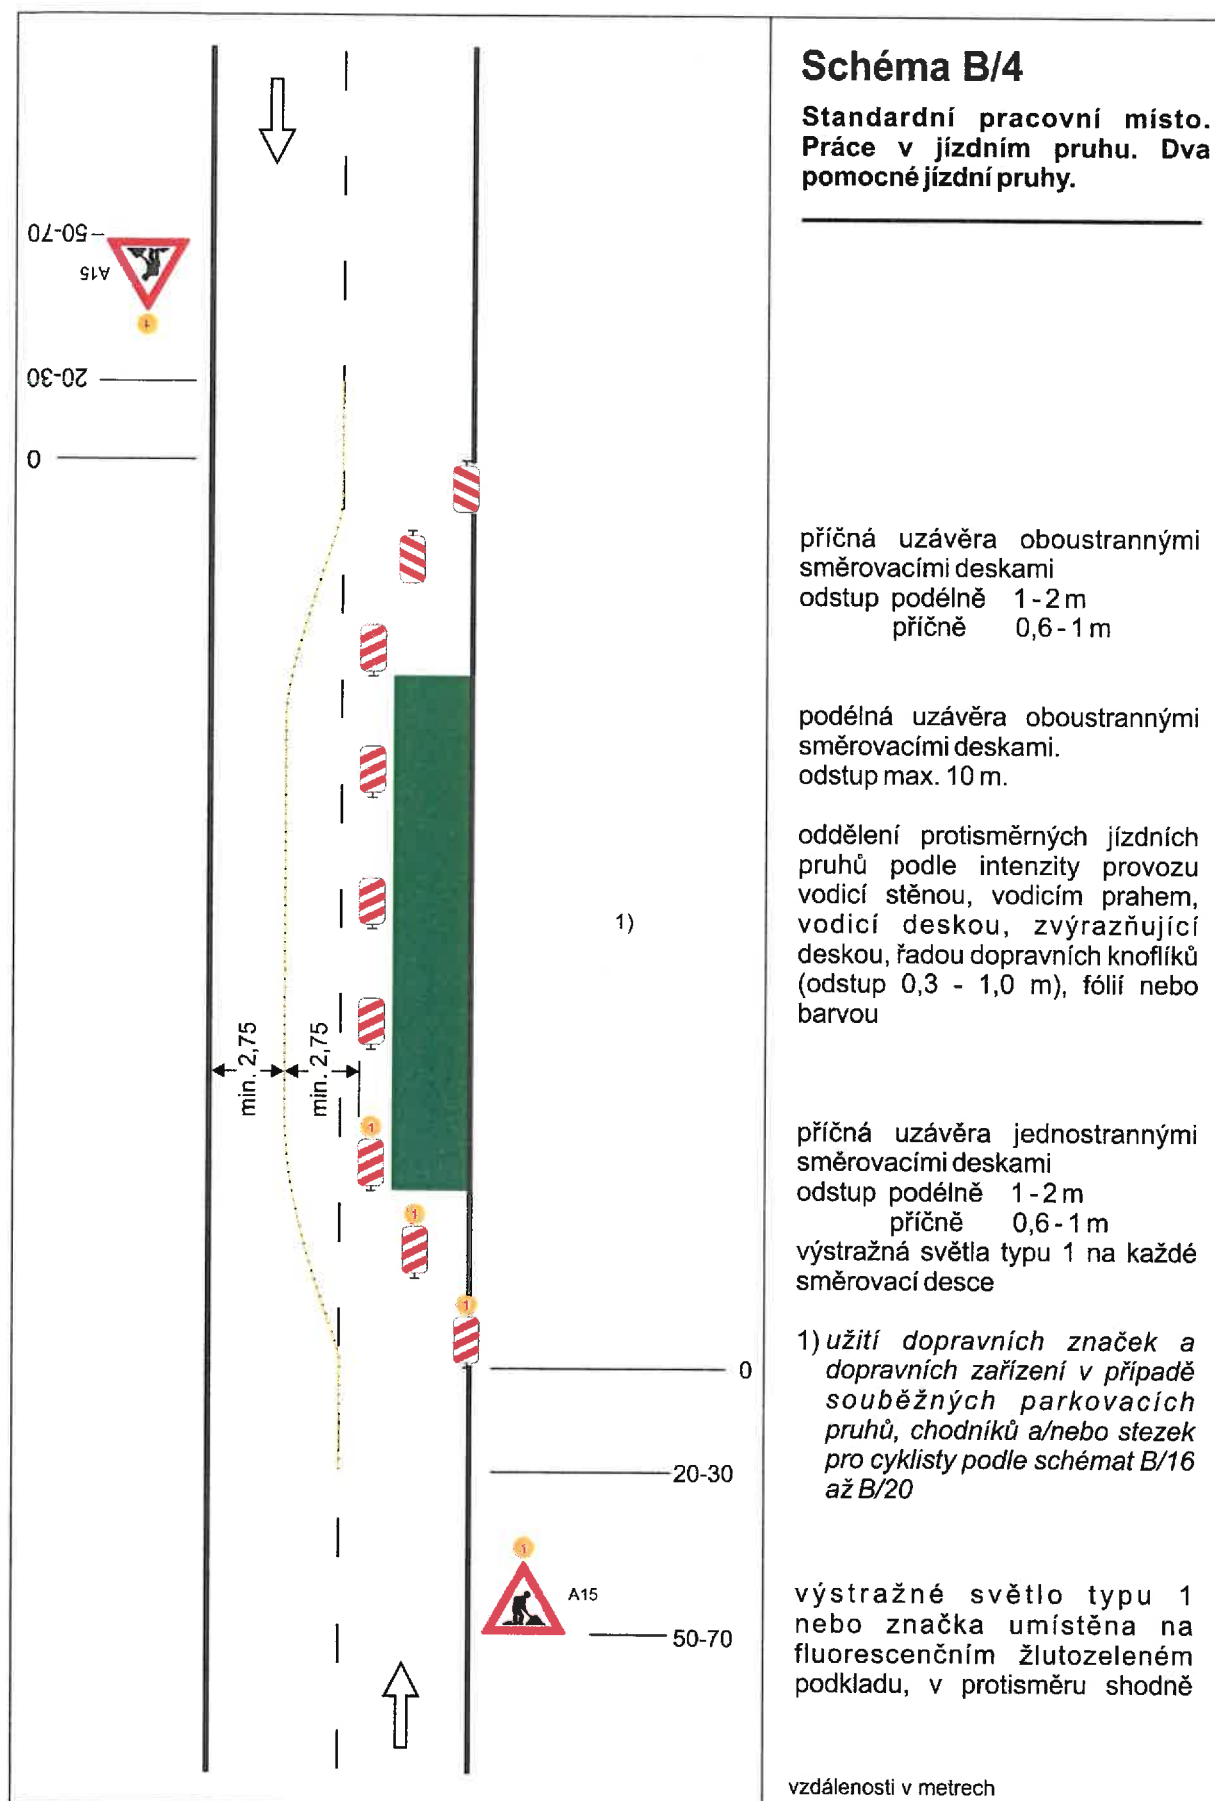 Schéma B/4
Standardní pracovní místo.
Práce v jízdním pruhu. Dva
pomocné jízdní pruhy.
50-70
A15
1
20-30
0
příčná uzávěra oboustrannými
směrovacími deskami
odstup podélně 1-2 m
příčně 0,6-1 m
podélná uzávěra oboustrannými
směrovacími deskami.
odstup max. 10 m.
oddělení protisměrných jízdních
pruhů podle intenzity provozu
vodicí stěnou, vodicím prahem,
vodicí deskou, zvýrazňující
deskou, řadou dopravních knoflíků
(odstup 0,3 - 1,0 m), fólií nebo
barvou
1)
min. 2,75
min. 2,75
1
1
1
příčná uzávěra jednostrannými
směrovacími deskami
odstup podélně 1-2 m
příčně 0,6-1 m
výstražná světla typu 1 na každé
směrovací desce
1) užití dopravních značek a
dopravních zařízení v případě
souběžných parkovacích
pruhů, chodníků a/nebo stezek
pro cyklisty podle schémat B/16
až B/20
0
20-30
1
A15
50-70
výstražné světlo typu 1
nebo značka umístěna na
fluorescenčním žlutozeleném
podkladu, v protisměru shodně
vzdálenosti v metrech